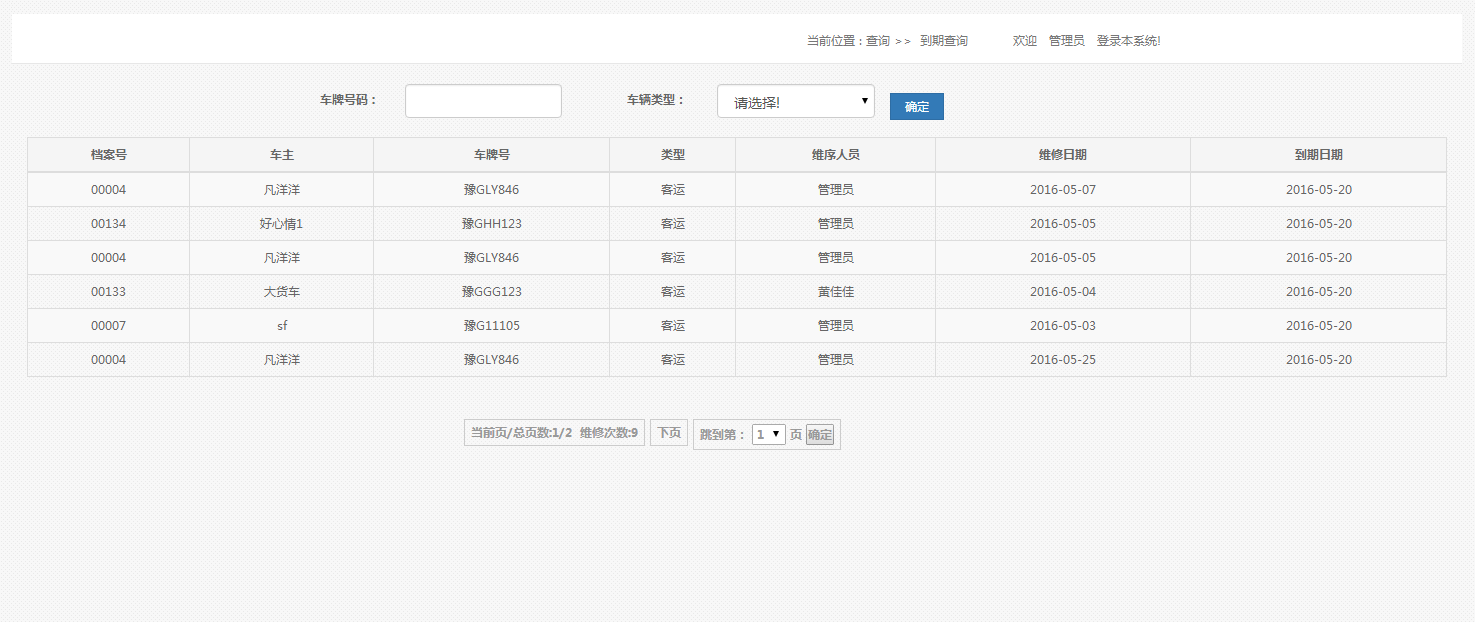 当前位置：查询 >> 到期查询 欢迎 管理员 登录本系统!
车牌号码： 车辆类型： 请选择! 确定
档案号 车主 车牌号 类型 维序人员 维修日期 到期日期
00004 凡洋洋 豫GLY846 客运 管理员 2016-05-07 2016-05-20
00134 好心情1 豫GHH123 客运 管理员 2016-05-05 2016-05-20
00004 凡洋洋 豫GLY846 客运 管理员 2016-05-05 2016-05-20
00133 大货车 豫GGG123 客运 黄佳佳 2016-05-04 2016-05-20
00007 sf 豫G11105 客运 管理员 2016-05-03 2016-05-20
00004 凡洋洋 豫GLY846 客运 管理员 2016-05-25 2016-05-20
当前页/总页数:1/2 维修次数:9 下页 跳到第： 1 页 确定